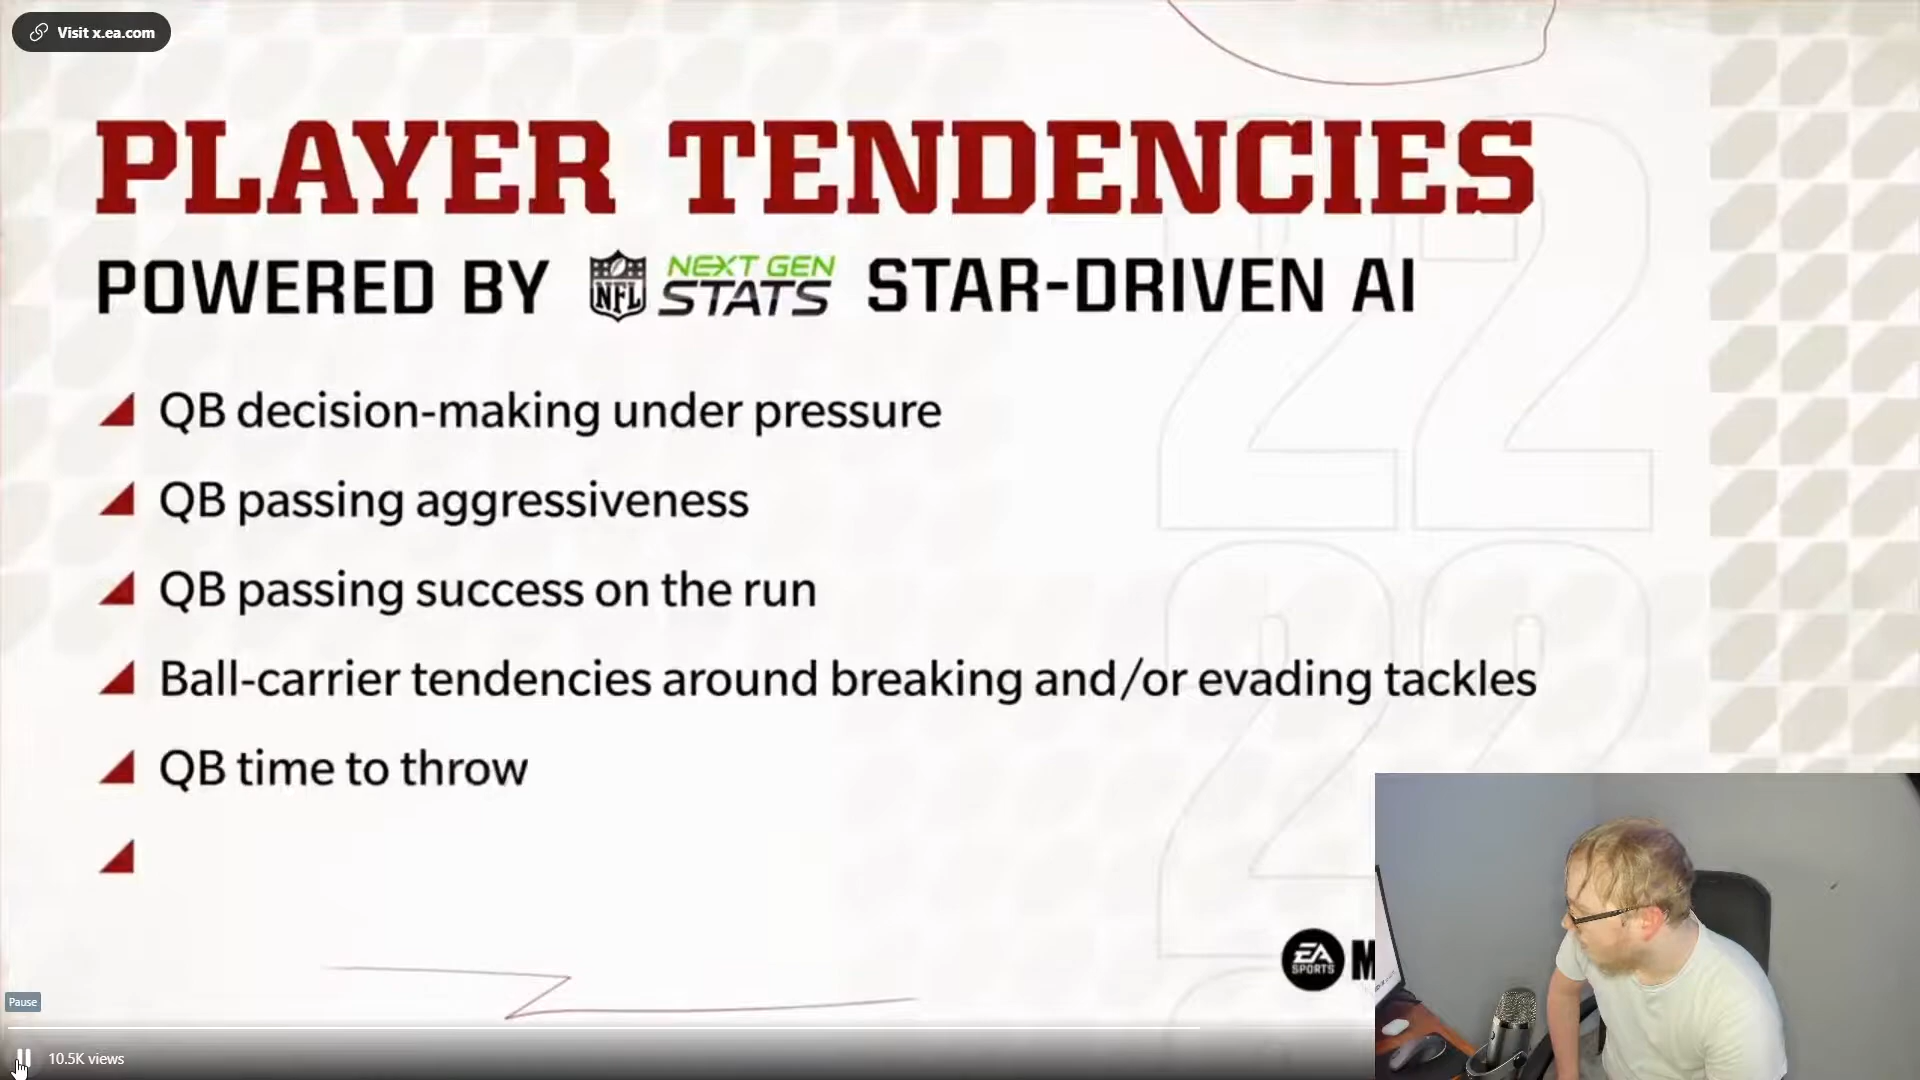 Visit x.ea.com
PLAYER TENDENCIES
POWERED BY NFL NEXT GEN STATS STAR-DRIVEN AI
QB decision-making under pressure
QB passing aggressiveness
QB passing success on the run
Ball-carrier tendencies around breaking and/or evading tackles
QB time to throw
22
22
EA SPORTS M
Pause
10.5K views